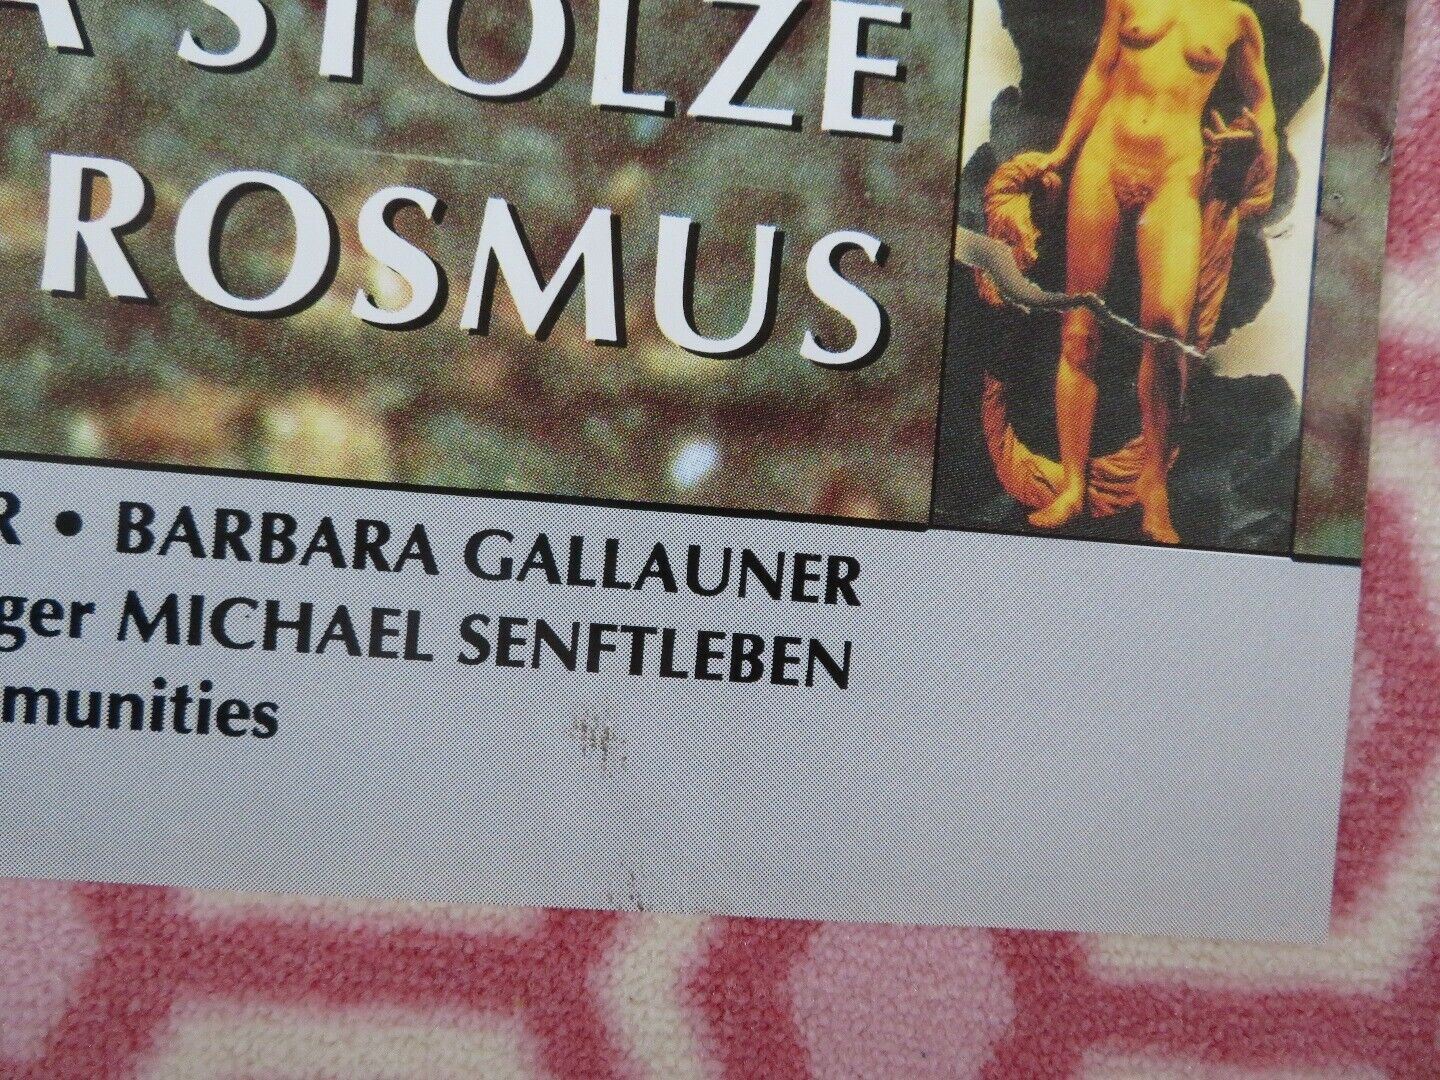 A STOLZE
ROSMUS
R • BARBARA GALLAUNER
ger MICHAEL SENFTLEBEN
munities